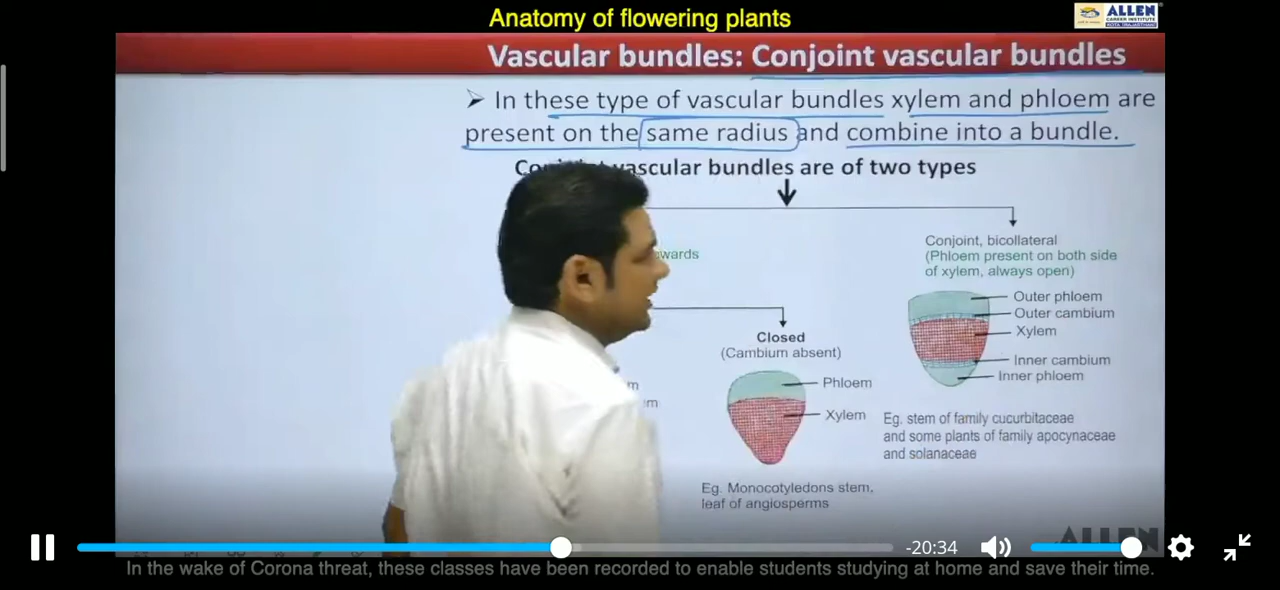 Anatomy of flowering plants
ALLEN
CAREER INSTITUTE
KOTA (RAJASTHAN)
Vascular bundles: Conjoint vascular bundles
➤ In these type of vascular bundles xylem and phloem are
present on the same radius and combine into a bundle.
vascular bundles are of two types
Conjoint, bicollateral
(Phloem present on both side
of xylem, always open)
Outer phloem
Outer cambium
Xylem
Inner cambium
Inner phloem
Closed
(Cambium absent)
Phloem
Xylem
Eg. stem of family cucurbitaceae
and some plants of family apocynaceae
and solanaceae
Eg. Monocotyledons stem,
leaf of angiosperms
ALLEN
-20:34
In the wake of Corona threat, these classes have been recorded to enable students studying at home and save their time.